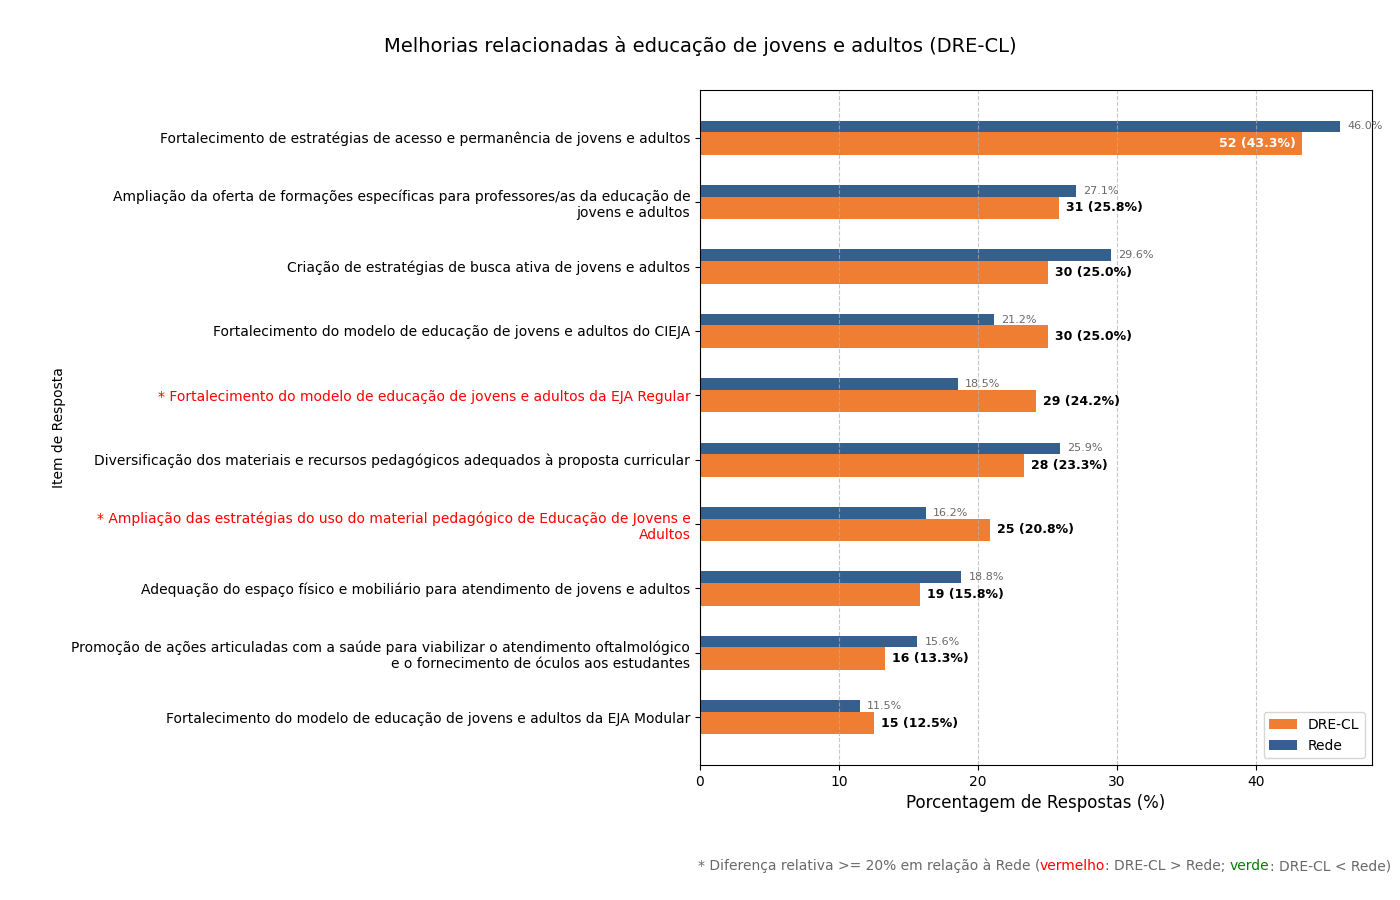 Melhorias relacionadas à educação de jovens e adultos (DRE-CL)
Item de Resposta
Fortalecimento de estratégias de acesso e permanência de jovens e adultos
46.0%
52 (43.3%)
Ampliação da oferta de formações específicas para professores/as da educação de
jovens e adultos
27.1%
31 (25.8%)
Criação de estratégias de busca ativa de jovens e adultos
29.6%
30 (25.0%)
Fortalecimento do modelo de educação de jovens e adultos do CIEJA
21.2%
30 (25.0%)
* Fortalecimento do modelo de educação de jovens e adultos da EJA Regular
18.5%
29 (24.2%)
Diversificação dos materiais e recursos pedagógicos adequados à proposta curricular
25.9%
28 (23.3%)
* Ampliação das estratégias do uso do material pedagógico de Educação de Jovens e
Adultos
16.2%
25 (20.8%)
Adequação do espaço físico e mobiliário para atendimento de jovens e adultos
18.8%
19 (15.8%)
Promoção de ações articuladas com a saúde para viabilizar o atendimento oftalmológico
e o fornecimento de óculos aos estudantes
15.6%
16 (13.3%)
Fortalecimento do modelo de educação de jovens e adultos da EJA Modular
11.5%
15 (12.5%)
DRE-CL
Rede
0 10 20 30 40
Porcentagem de Respostas (%)
* Diferença relativa >= 20% em relação à Rede (vermelho: DRE-CL > Rede; verde: DRE-CL < Rede)